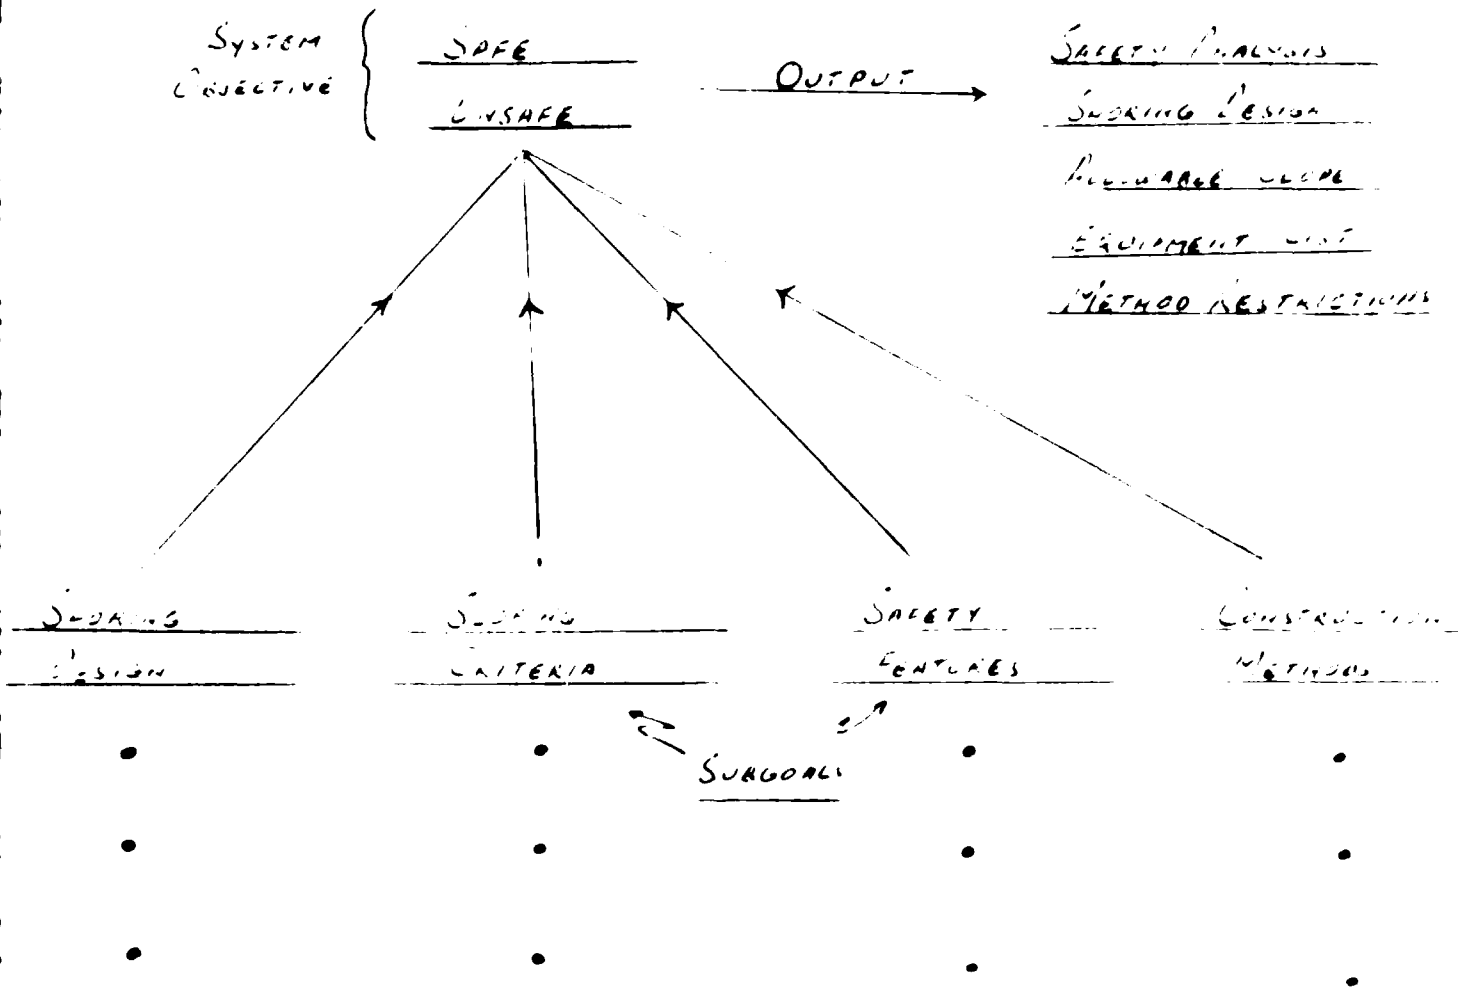 SYSTEM
OBJECTIVE
SAFE
UNSAFE
OUTPUT
SAFETY ANALYSIS
SHORING DESIGN
ALLOWABLE SLOPE
EQUIPMENT LIST
METHOD RESTRICTIONS
SHORING
DESIGN
SHORING
CRITERIA
SAFETY
FEATURES
CONSTRUCTION
METHODS
SUBGOALS